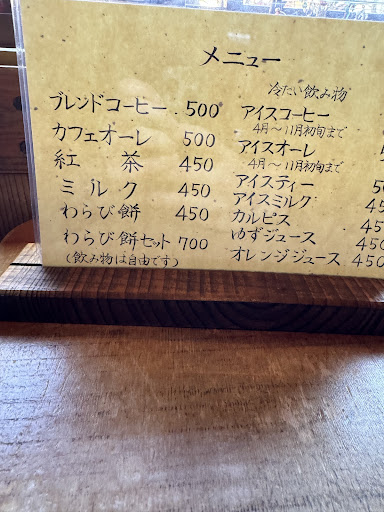 メニュー
ブレンドコーヒー . 500
カフェオーレ 500
紅 茶 450
ミルク 450
わらび餅 450
わらび餅セット 700
(飲み物は自由です)
冷たい飲み物
アイスコーヒー
4月〜11月初旬まで
アイスオーレ
4月〜11月初旬まで
アイスティー
アイスミルク
カルピス
ゆずジュース
オレンジジュース 450